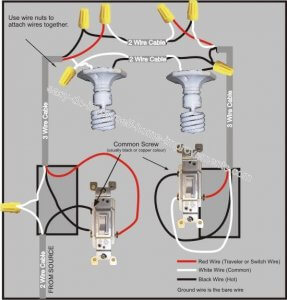 Use wire nuts to
attach wires together.
2 Wire Cable
2 Wire Cable
3 Wire Cable
3 Wire Cable
Common Screw
(usually black or copper colour)
2 Wire Cable
FROM SOURCE
Red Wire (Traveler or Switch Wires)
White Wire (Common)
Black Wire (Hot)
Ground wire is the bare wire